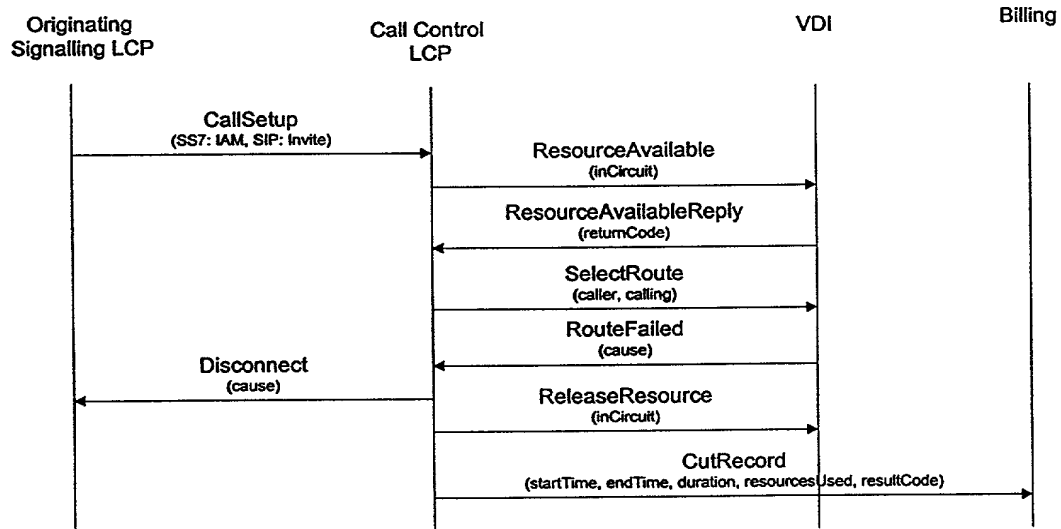 Originating
Signalling LCP
Call Control
LCP
VDI
Billing
CallSetup
(SS7: IAM, SIP: Invite)
ResourceAvailable
(inCircuit)
ResourceAvailableReply
(returnCode)
SelectRoute
(caller, calling)
RouteFailed
(cause)
Disconnect
(cause)
ReleaseResource
(inCircuit)
CutRecord
(startTime, endTime, duration, resourcesUsed, resultCode)